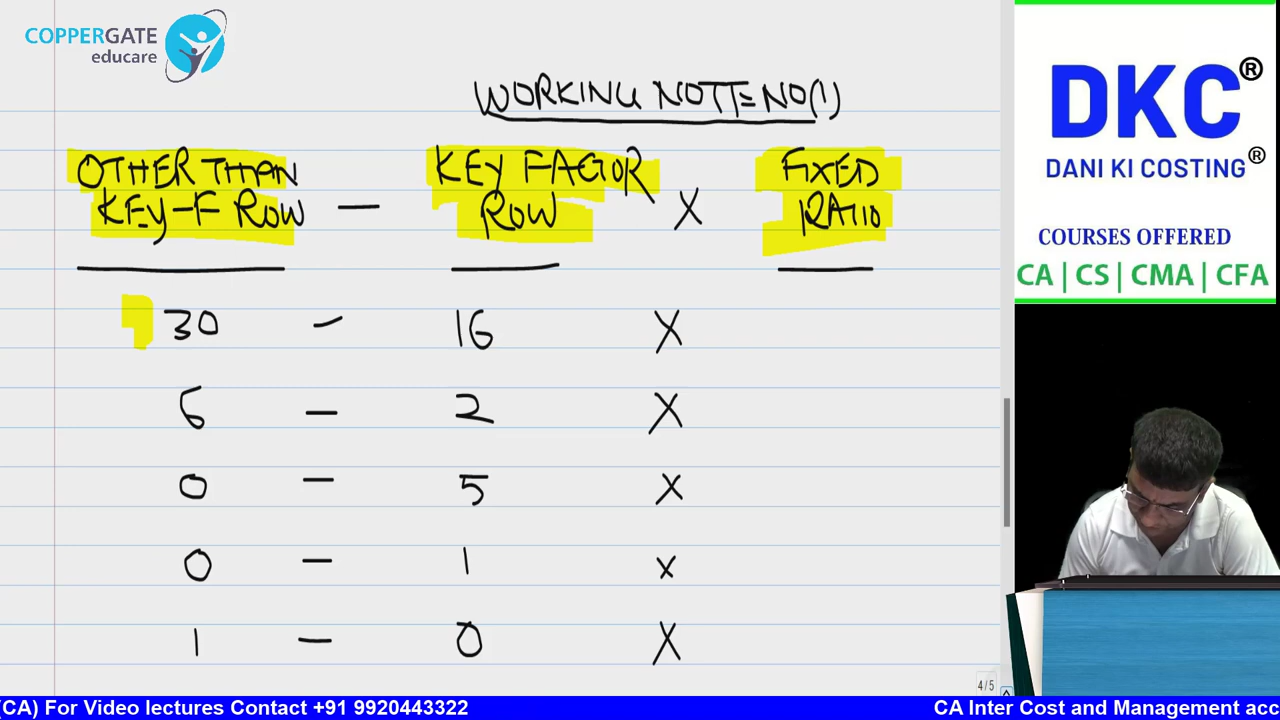 COPPERGATE
educare
WORKING NOTE NO(1)
OTHER THAN
KEY-F ROW
—
KEY FACTOR
ROW
X
FIXED
RATIO
30 — 16 X
6 — 2 X
0 — 5 X
0 — 1 X
1 — 0 X
4/5
DKC®
DANI KI COSTING®
COURSES OFFERED
CA | CS | CMA | CFA
(CA) For Video lectures Contact +91 9920443322
CA Inter Cost and Management acc